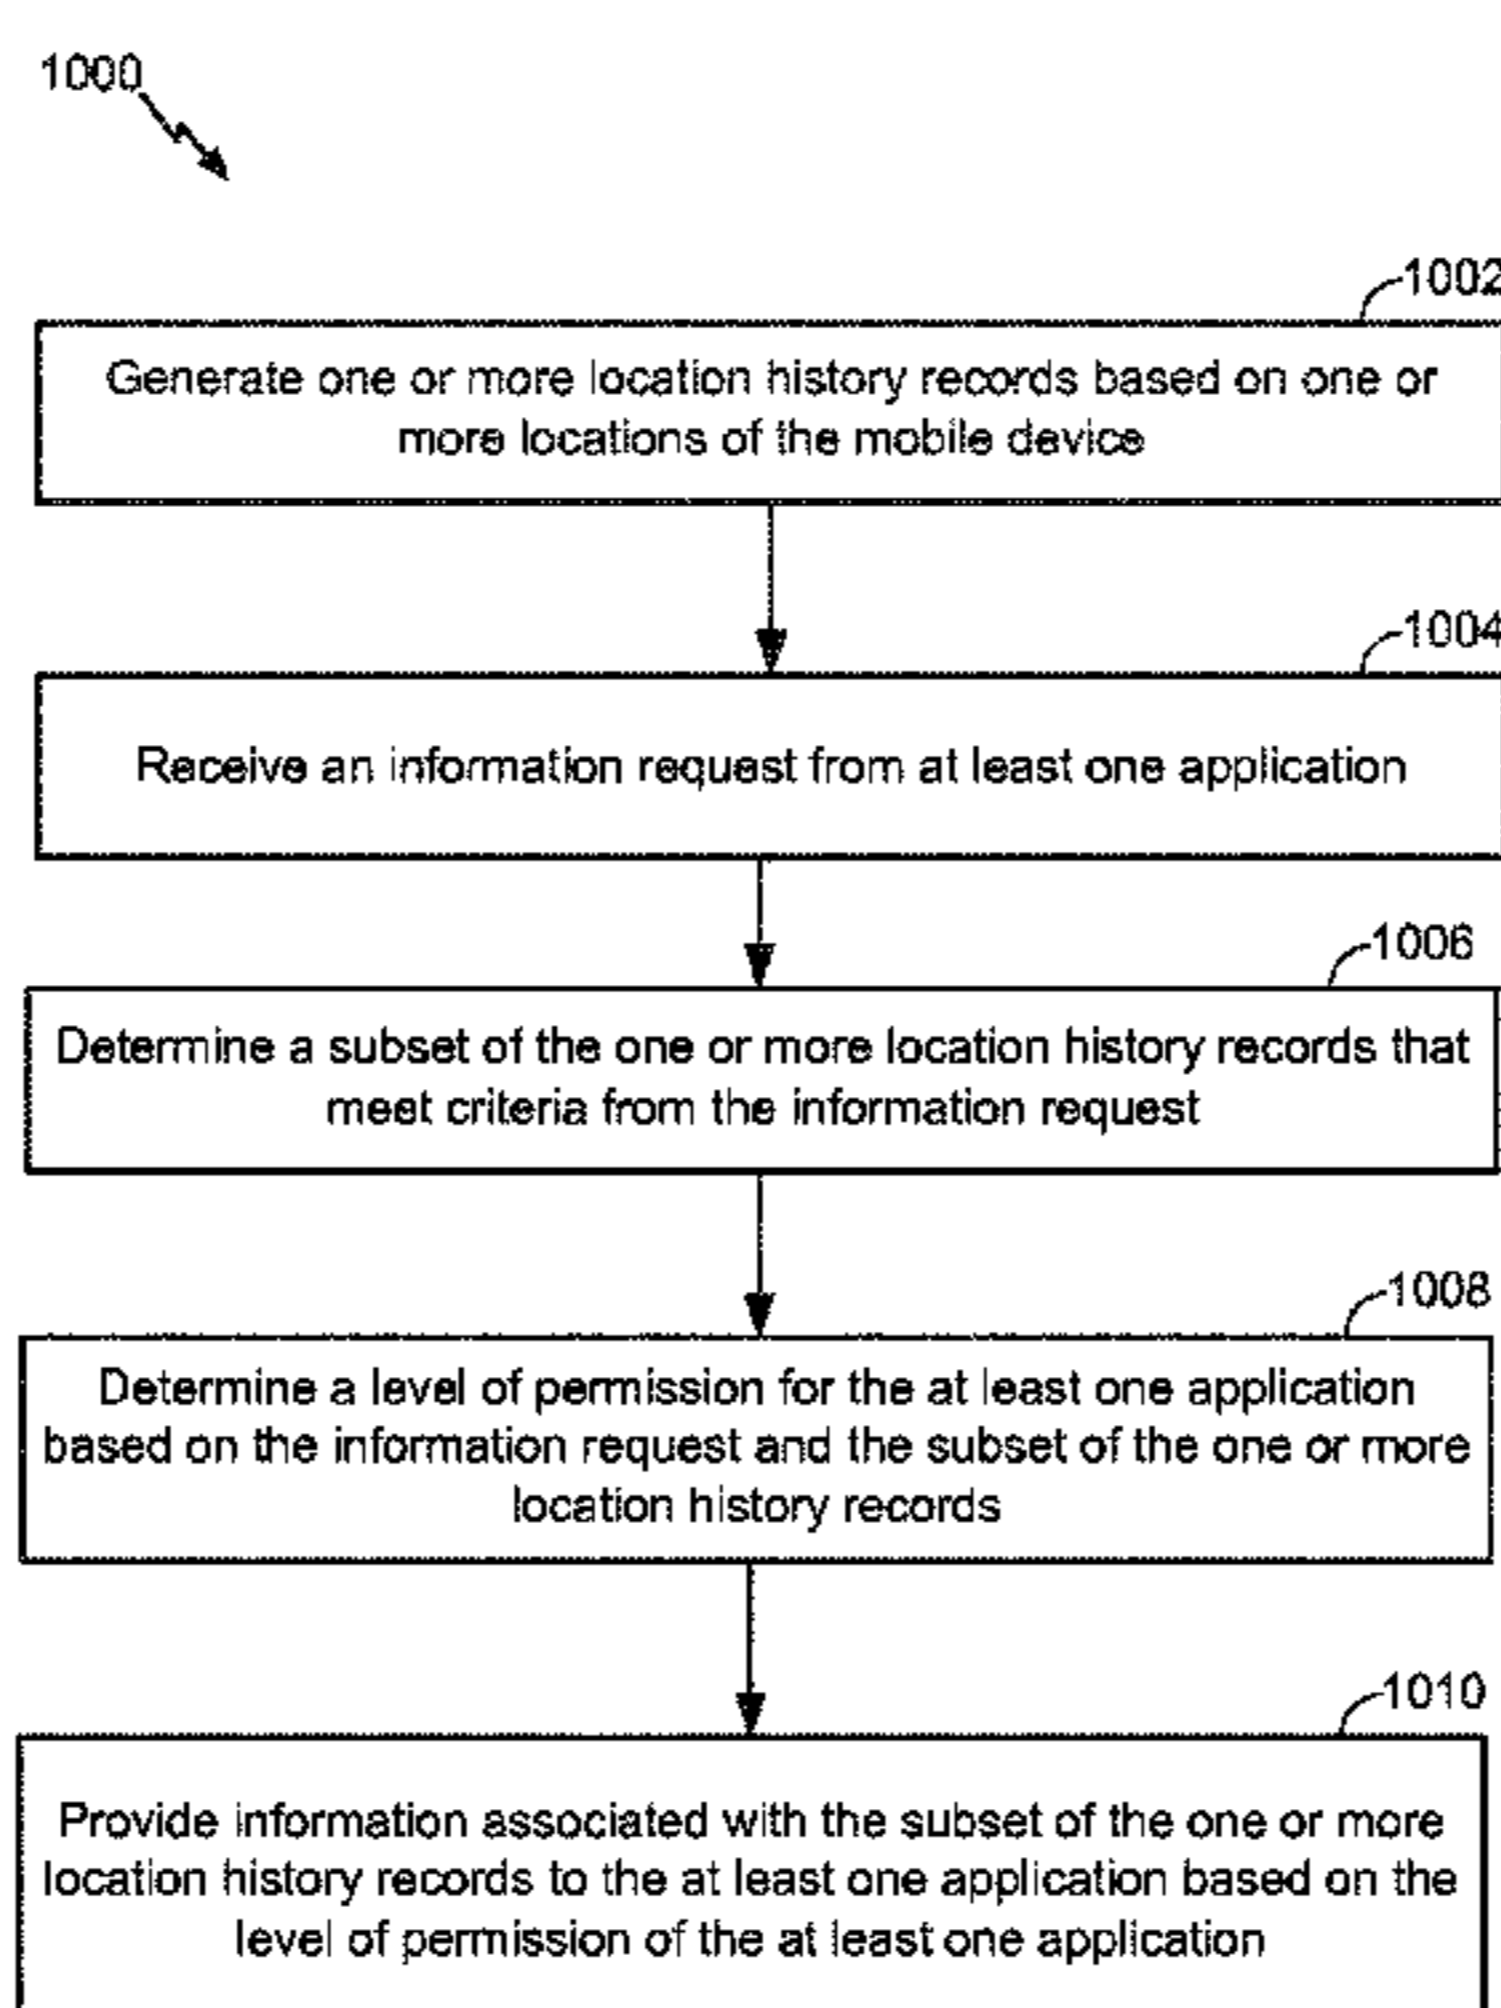 1000
1002
Generate one or more location history records based on one or
more locations of the mobile device
1004
Receive an information request from at least one application
1006
Determine a subset of the one or more location history records that
meet criteria from the information request
1008
Determine a level of permission for the at least one application
based on the information request and the subset of the one or more
location history records
1010
Provide information associated with the subset of the one or more
location history records to the at least one application based on the
level of permission of the at least one application